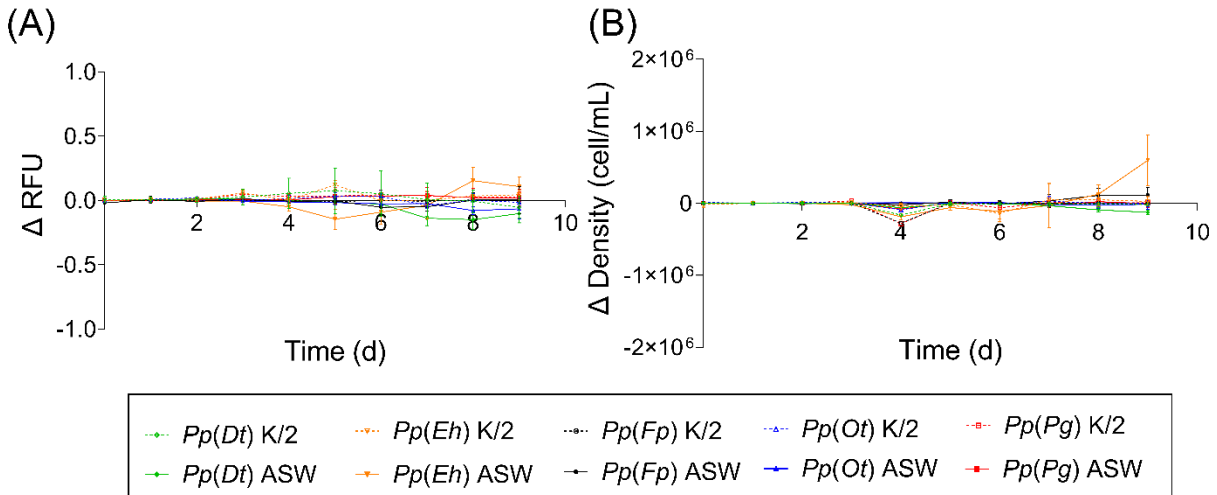 (A)
(B)
1.0
0.5
0.0
-0.5
-1.0
Δ RFU
2
4
6
8
10
Time (d)
2×10⁶
1×10⁶
0
-1×10⁶
-2×10⁶
Δ Density (cell/mL)
2
4
6
8
10
Time (d)
Pp(Dt) K/2 Pp(Eh) K/2 Pp(Fp) K/2 Pp(Ot) K/2 Pp(Pg) K/2
Pp(Dt) ASW Pp(Eh) ASW Pp(Fp) ASW Pp(Ot) ASW Pp(Pg) ASW